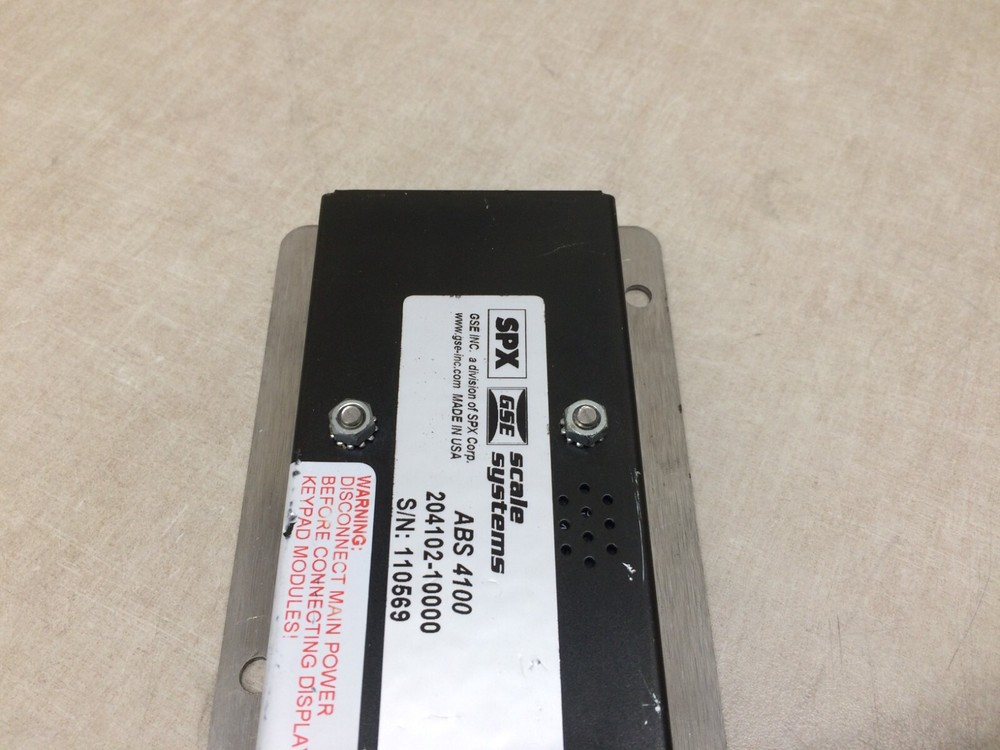 SPX GSE scale systems
GSE INC. a division of SPX Corp.
www.gse-inc.com MADE IN USA
ABS 4100
204102-10000
S/N: 110569
WARNING:
DISCONNECT MAIN POWER
BEFORE CONNECTING DISPLA
KEYPAD MODULES!